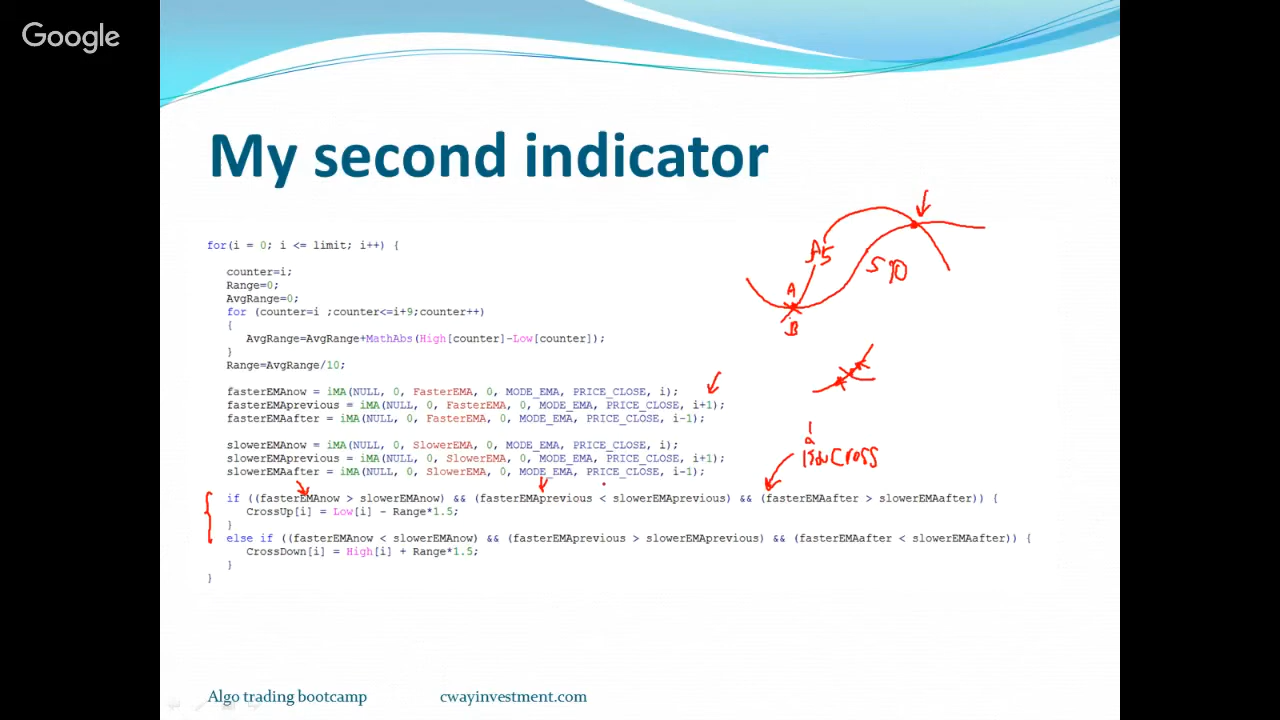 Google
My second indicator
for(i = 0; i <= limit; i++) {
counter=i;
Range=0;
AvgRange=0;
for (counter=i ;counter<=i+9;counter++)
{
AvgRange=AvgRange+MathAbs(High[counter]-Low[counter]);
}
Range=AvgRange/10;
fasterEMAnow = iMA(NULL, 0, FasterEMA, 0, MODE_EMA, PRICE_CLOSE, i);
fasterEMAprevious = iMA(NULL, 0, FasterEMA, 0, MODE_EMA, PRICE_CLOSE, i+1);
fasterEMAafter = iMA(NULL, 0, FasterEMA, 0, MODE_EMA, PRICE_CLOSE, i-1);
slowerEMAnow = iMA(NULL, 0, SlowerEMA, 0, MODE_EMA, PRICE_CLOSE, i);
slowerEMAprevious = iMA(NULL, 0, SlowerEMA, 0, MODE_EMA, PRICE_CLOSE, i+1);
slowerEMAafter = iMA(NULL, 0, SlowerEMA, 0, MODE_EMA, PRICE_CLOSE, i-1);
if ((fasterEMAnow > slowerEMAnow) && (fasterEMAprevious < slowerEMAprevious) && (fasterEMAafter > slowerEMAafter)) {
CrossUp[i] = Low[i] - Range*1.5;
}
else if ((fasterEMAnow < slowerEMAnow) && (fasterEMAprevious > slowerEMAprevious) && (fasterEMAafter < slowerEMAafter)) {
CrossDown[i] = High[i] + Range*1.5;
}
}
A
B
5
S 10
Cross
Algo trading bootcamp
cwayinvestment.com